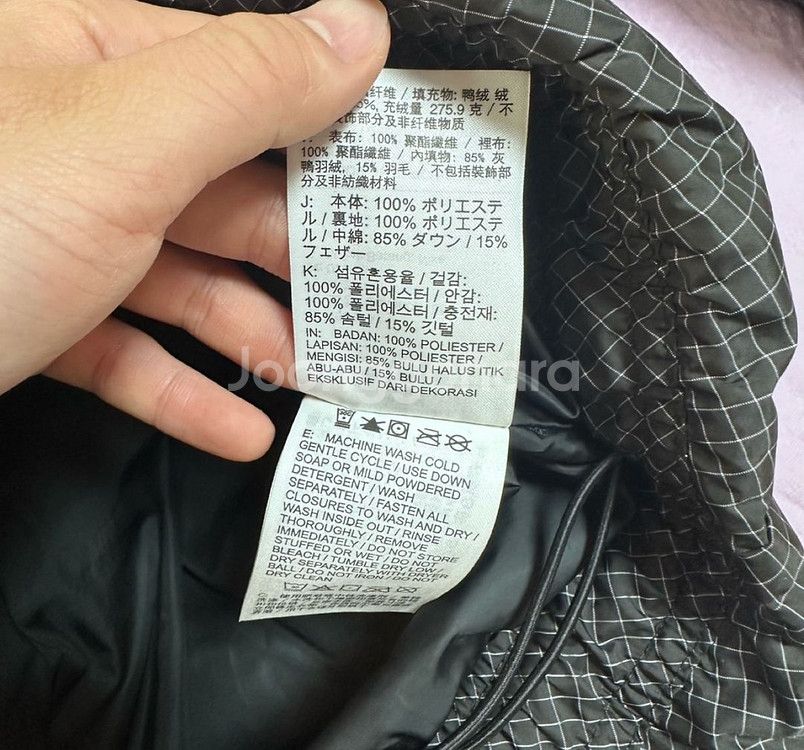 纤维 / 填充物: 鸭绒 绒
%, 充绒量 275.9 克 / 不
饰部分及非纤维物质
表布: 100% 聚酯纖維 / 裡布:
100% 聚酯纖維 / 內填物: 85% 灰
鴨羽絨, 15% 羽毛 / 不包括裝飾部
分及非紡織材料
J: 本体: 100% ポリエステ
ル / 裏地: 100% ポリエステ
ル / 中綿: 85% ダウン / 15%
フェザー
K: 섬유혼용율 / 겉감:
100% 폴리에스터 / 안감:
100% 폴리에스터 / 충전재:
85% 솜털 / 15% 깃털
IN: BADAN: 100% POLIESTER /
LAPISAN: 100% POLIESTER /
MENGISI: 85% BULU HALUS ITIK
ABU-ABU / 15% BULU /
EKSKLUSIF DARI DEKORASI
E: MACHINE WASH COLD
GENTLE CYCLE / USE DOWN
SOAP OR MILD POWDERED
DETERGENT / WASH
SEPARATELY / FASTEN ALL
CLOSURES TO WASH AND DRY /
WASH INSIDE OUT / RINSE
THOROUGHLY / REMOVE
IMMEDIATELY / DO NOT STORE
STUFFED OR WET / DO NOT
BLEACH / TUMBLE DRY LOW /
DRY SEPARATELY WITH DRYER
BALL / DO NOT IRON / DO NOT
DRY CLEAN